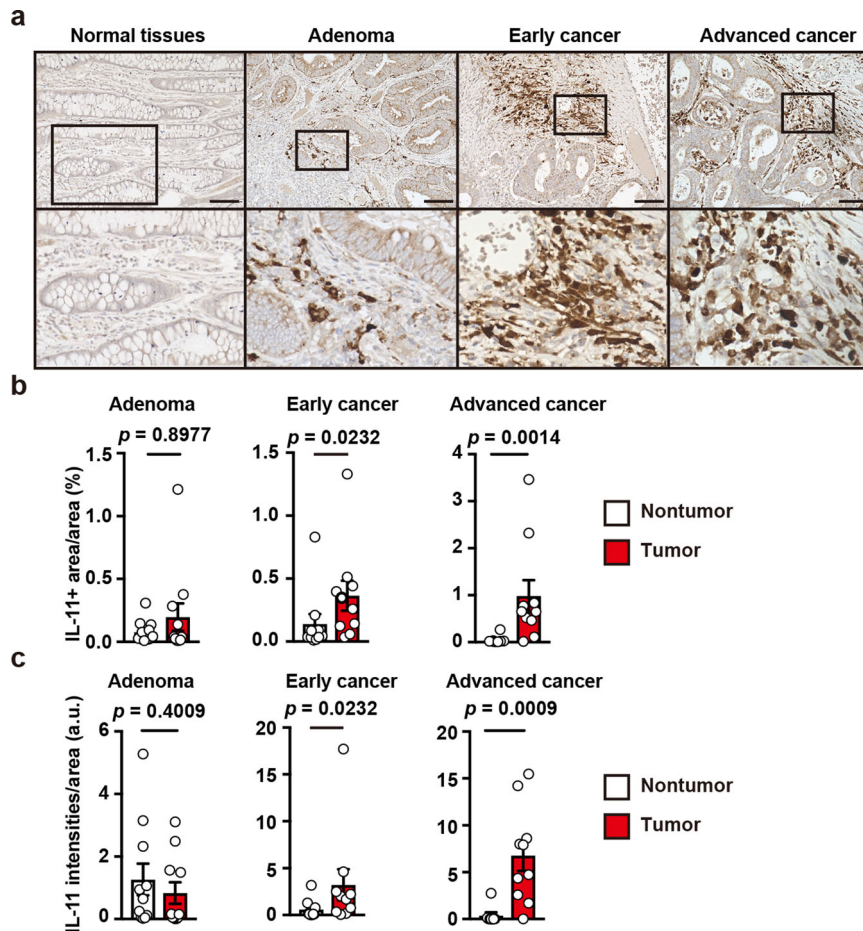 a
Normal tissues Adenoma Early cancer Advanced cancer
b
Adenoma Early cancer Advanced cancer
p = 0.8977 p = 0.0232 p = 0.0014
IL-11+ area/area (%)
1.5 1.5 4
3
1.0 1.0
2
0.5 0.5
1
0.0 0.0 0
Nontumor
Tumor
c
Adenoma Early cancer Advanced cancer
p = 0.4009 p = 0.0232 p = 0.0009
IL-11 intensities/area (a.u.)
6 20 20
15 15
4
10 10
2
5 5
0 0 0
Nontumor
Tumor